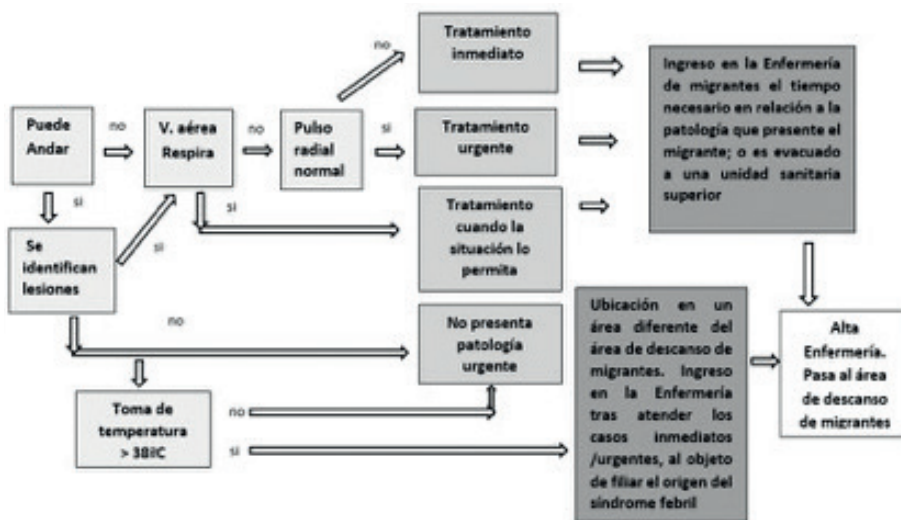 Tratamiento
inmediato
no
Ingreso en la Enfermería
de migrantes el tiempo
necesario en relación a la
patología que presente el
migrante; o es evacuado
a una unidad sanitaria
superior
Puede
Andar
no
V. aérea
Respira
no
Pulso
radial
normal
si
Tratamiento
urgente
si
Se
identifican
lesiones
si
si
Tratamiento
cuando la
situación lo
permita
no
No presenta
patología
urgente
Ubicación en un
área diferente del
área de descanso de
migrantes. Ingreso
en la Enfermería
tras atender los
casos inmediatos
/urgentes, al objeto
de filiar el origen del
síndrome febril
Alta
Enfermería.
Pasa al área
de descanso
de migrantes
Toma de
temperatura
> 38ºC
no
si